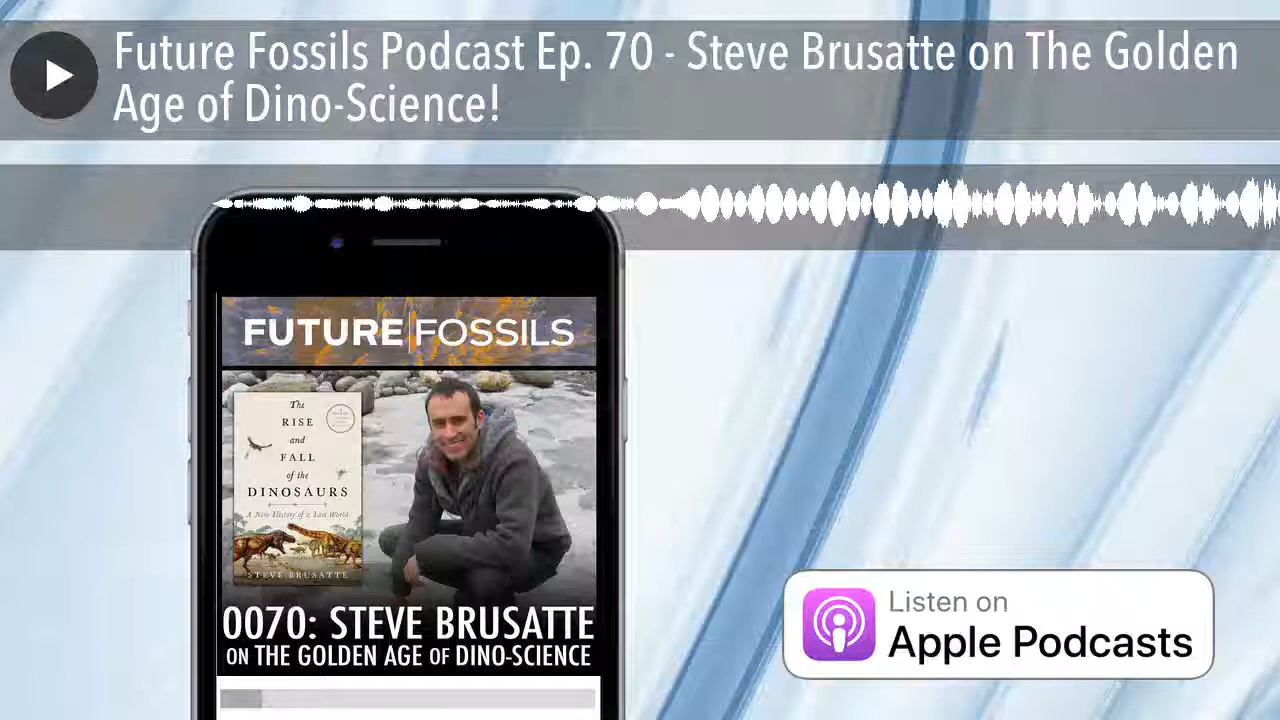 Future Fossils Podcast Ep. 70 - Steve Brusatte on The Golden
Age of Dino-Science!
FUTURE FOSSILS
The
RISE
and
FALL
of the
DINOSAURS
A New History of a Lost World
STEVE BRUSATTE
0070: STEVE BRUSATTE
ON THE GOLDEN AGE OF DINO-SCIENCE
Listen on
Apple Podcasts